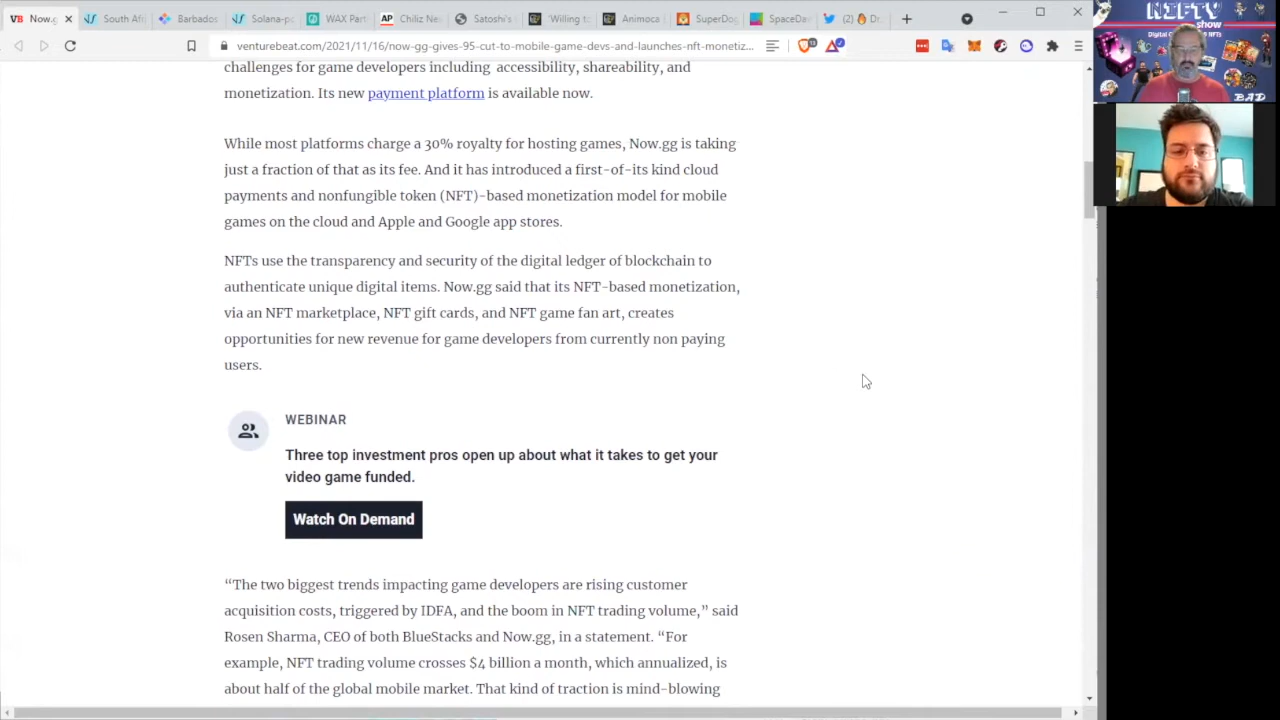 Now.g
South Afr
Barbados
Solana-po
WAX Part
Chiliz Nea
Satoshi's
'Willing to
Animoca
SuperDog
SpaceDa
(2) Dr.
venturebeat.com/2021/11/16/now-gg-gives-95-cut-to-mobile-game-devs-and-launches-nft-monetiz...
NIFTY
show
BAD
challenges for game developers including accessibility, shareability, and
monetization. Its new payment platform is available now.
While most platforms charge a 30% royalty for hosting games, Now.gg is taking
just a fraction of that as its fee. And it has introduced a first-of-its kind cloud
payments and nonfungible token (NFT)-based monetization model for mobile
games on the cloud and Apple and Google app stores.
NFTs use the transparency and security of the digital ledger of blockchain to
authenticate unique digital items. Now.gg said that its NFT-based monetization,
via an NFT marketplace, NFT gift cards, and NFT game fan art, creates
opportunities for new revenue for game developers from currently non paying
users.
WEBINAR
Three top investment pros open up about what it takes to get your
video game funded.
Watch On Demand
“The two biggest trends impacting game developers are rising customer
acquisition costs, triggered by IDFA, and the boom in NFT trading volume,” said
Rosen Sharma, CEO of both BlueStacks and Now.gg, in a statement. “For
example, NFT trading volume crosses $4 billion a month, which annualized, is
about half of the global mobile market. That kind of traction is mind-blowing